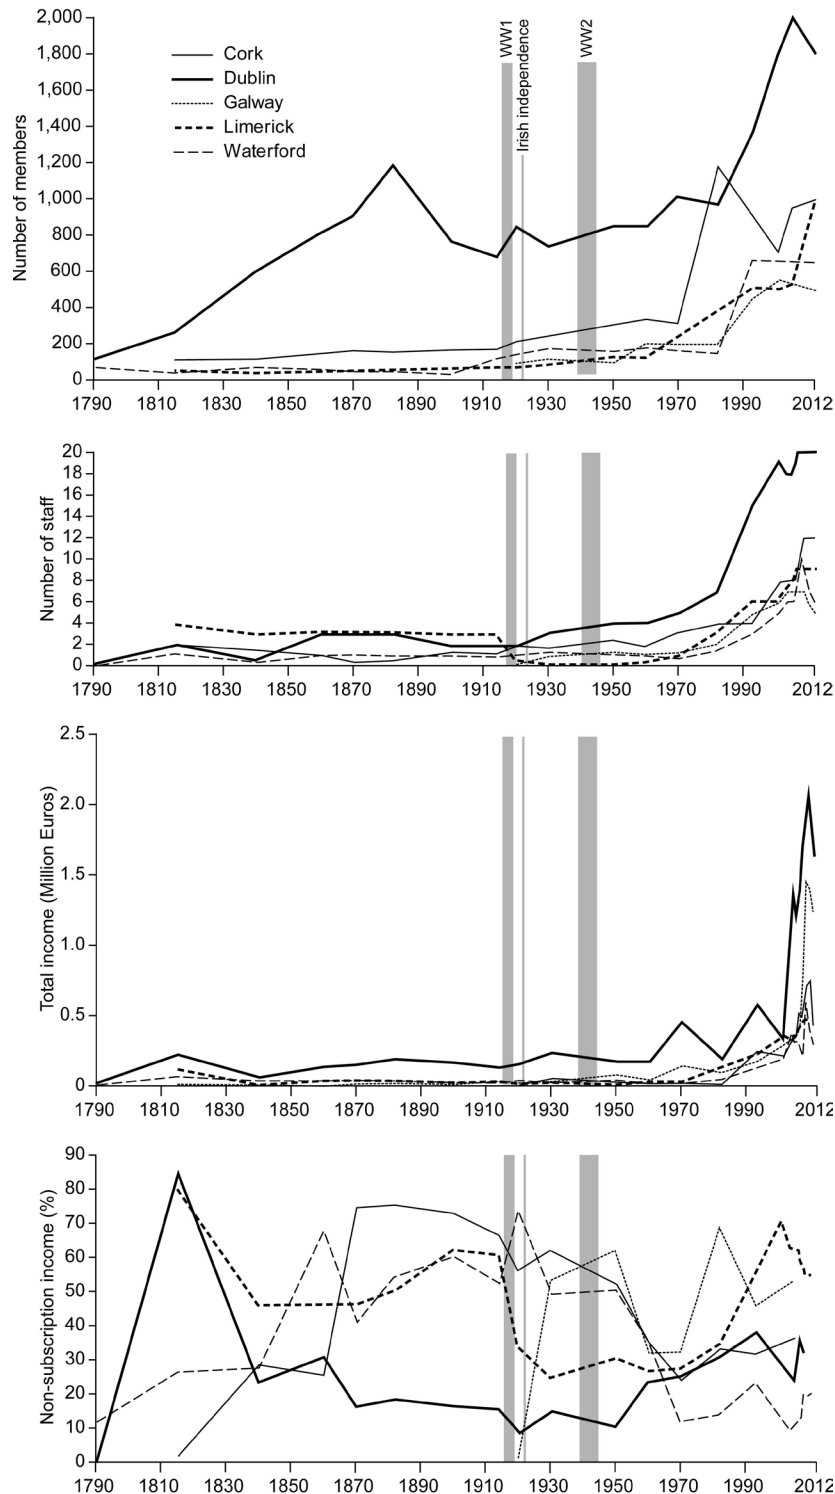 Number of members
2,000
1,800
1,600
1,400
1,200
1,000
800
600
400
200
0
Cork
Dublin
Galway
Limerick
Waterford
WW1
Irish independence
WW2
1790 1810 1830 1850 1870 1890 1910 1930 1950 1970 1990 2012
Number of staff
20
18
16
14
12
10
8
6
4
2
0
1790 1810 1830 1850 1870 1890 1910 1930 1950 1970 1990 2012
Total income (Million Euros)
2.5
2.0
1.5
1.0
0.5
0
1790 1810 1830 1850 1870 1890 1910 1930 1950 1970 1990 2012
Non-subscription income (%)
90
80
70
60
50
40
30
20
10
0
1790 1810 1830 1850 1870 1890 1910 1930 1950 1970 1990 2012